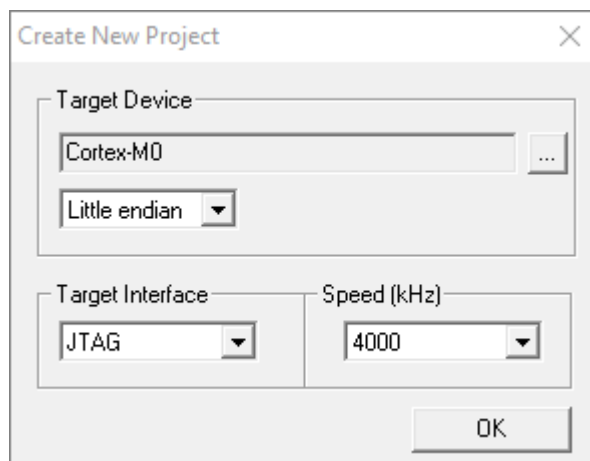 Create New Project
Target Device
Cortex-M0
...
Little endian
Target Interface
Speed (kHz)
JTAG
4000
OK